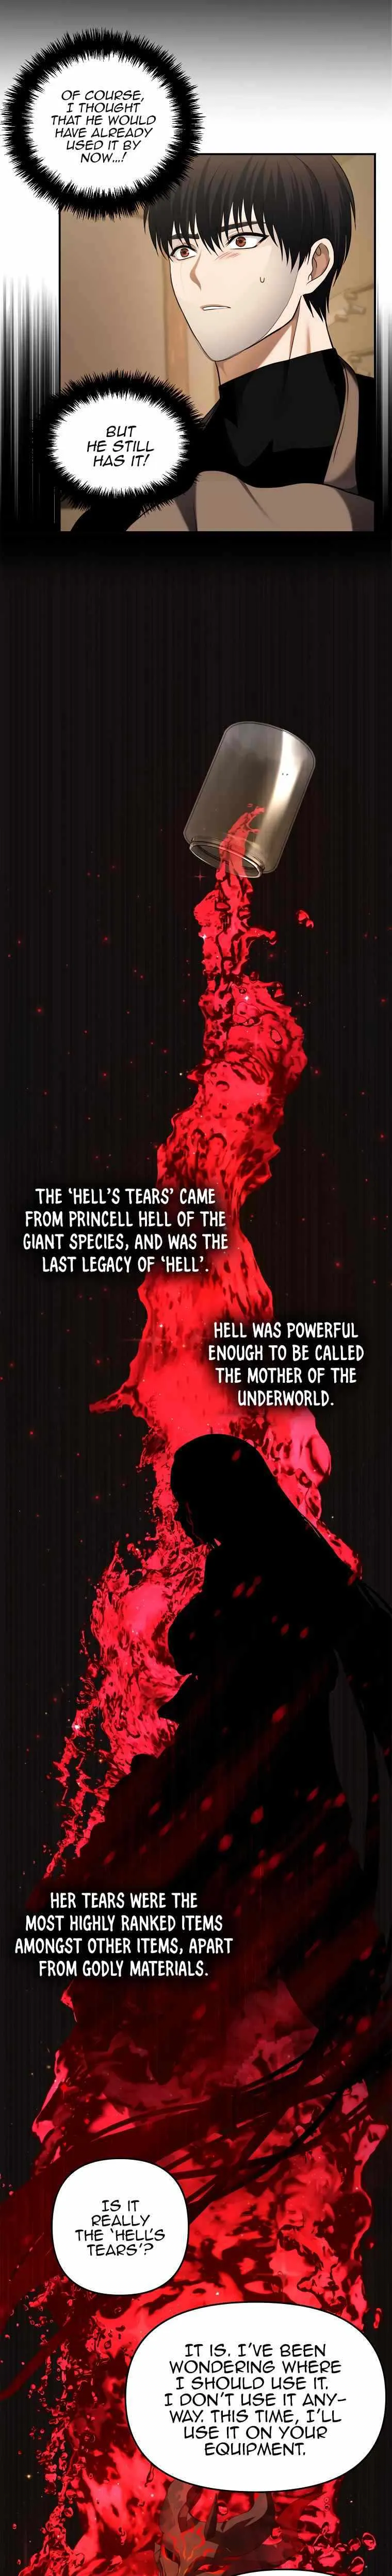 OF COURSE,
I THOUGHT
THAT HE WOULD
HAVE ALREADY
USED IT BY
NOW...!
BUT
HE STILL
HAS IT!
THE 'HELL'S TEARS' CAME
FROM PRINCELL HELL OF THE
GIANT SPECIES, AND WAS THE
LAST LEGACY OF 'HELL'.
HELL WAS POWERFUL
ENOUGH TO BE CALLED
THE MOTHER OF THE
UNDERWORLD.
HER TEARS WERE THE
MOST HIGHLY RANKED ITEMS
AMONGST OTHER ITEMS, APART
FROM GODLY MATERIALS.
IS IT
REALLY
THE 'HELL'S
TEARS'?
IT IS. I'VE BEEN
WONDERING WHERE
I SHOULD USE IT.
I DON'T USE IT ANY-
WAY. THIS TIME, I'LL
USE IT ON YOUR
EQUIPMENT.